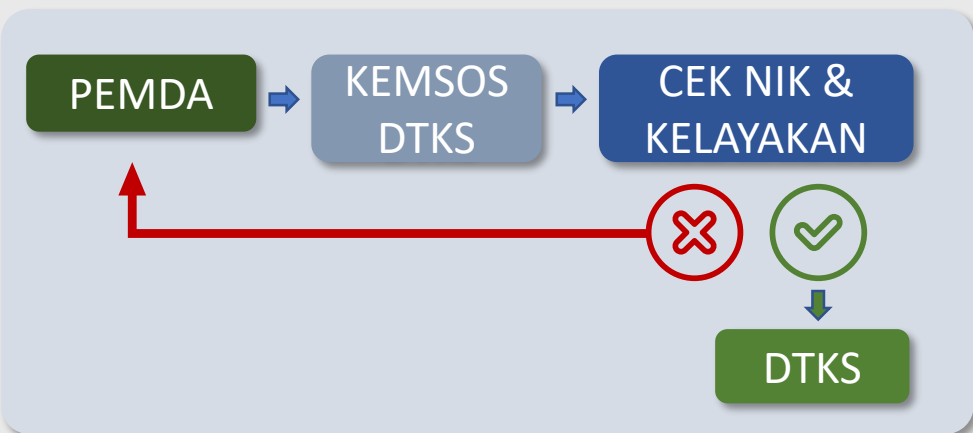 PEMDA
KEMSOS
DTKS
CEK NIK &
KELAYAKAN
DTKS